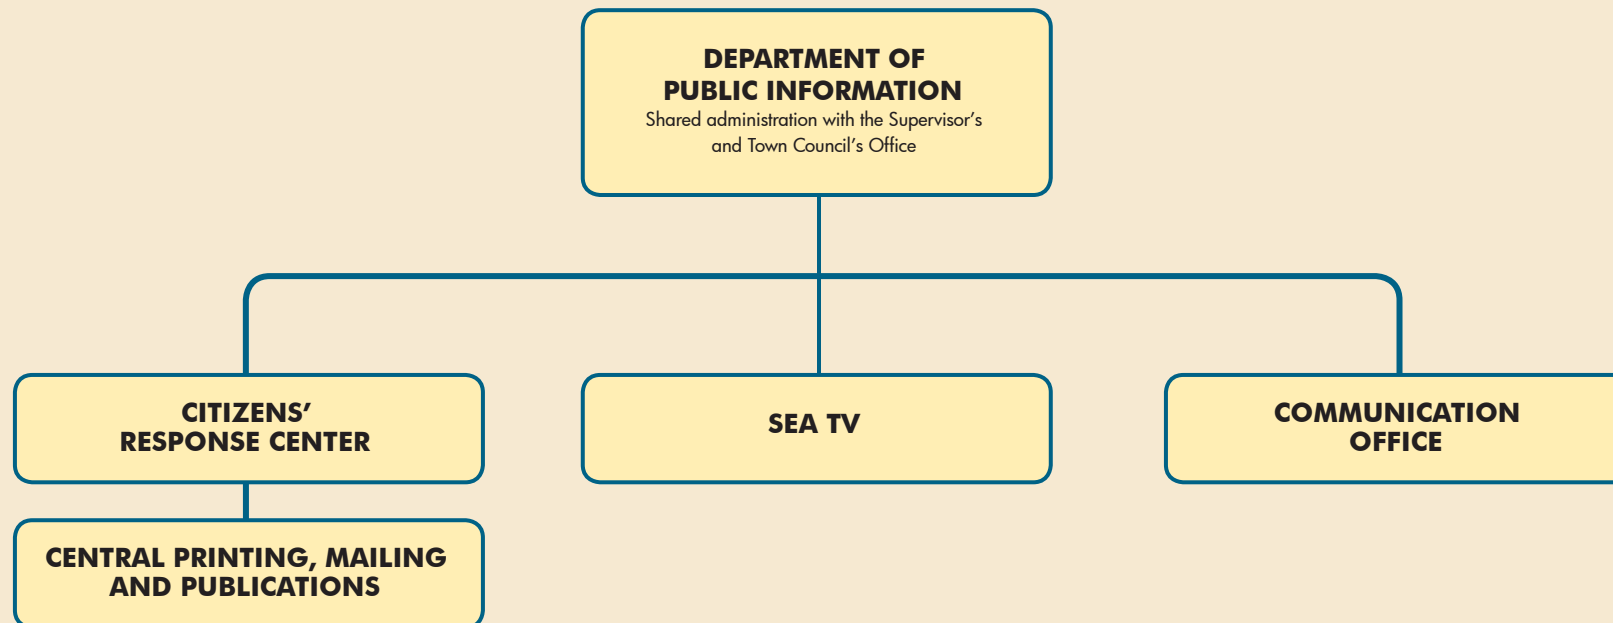 DEPARTMENT OF
PUBLIC INFORMATION
Shared administration with the Supervisor’s
and Town Council’s Office
CITIZENS’
RESPONSE CENTER
SEA TV
COMMUNICATION
OFFICE
CENTRAL PRINTING, MAILING
AND PUBLICATIONS